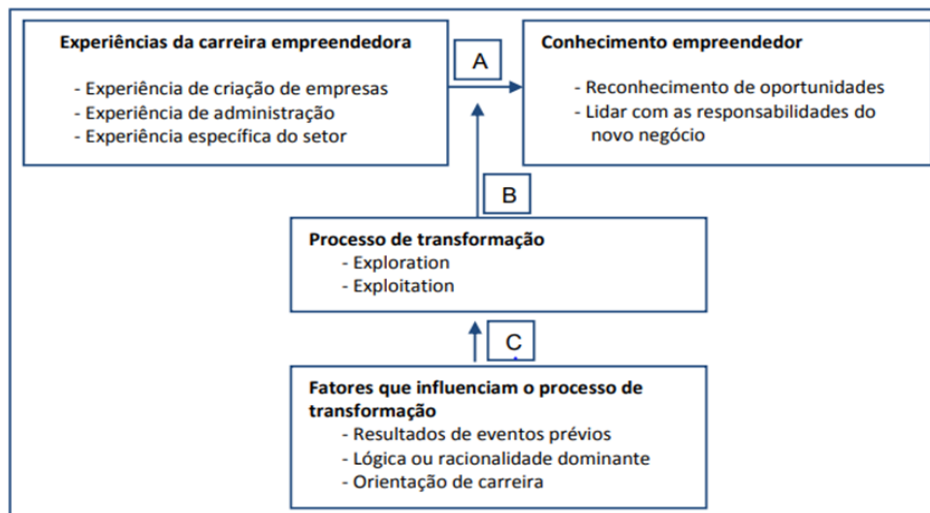 Experiências da carreira empreendedora
- Experiência de criação de empresas
- Experiência de administração
- Experiência específica do setor
A
Conhecimento empreendedor
- Reconhecimento de oportunidades
- Lidar com as responsabilidades do
novo negócio
B
Processo de transformação
- Exploration
- Exploitation
C
Fatores que influenciam o processo de
transformação
- Resultados de eventos prévios
- Lógica ou racionalidade dominante
- Orientação de carreira